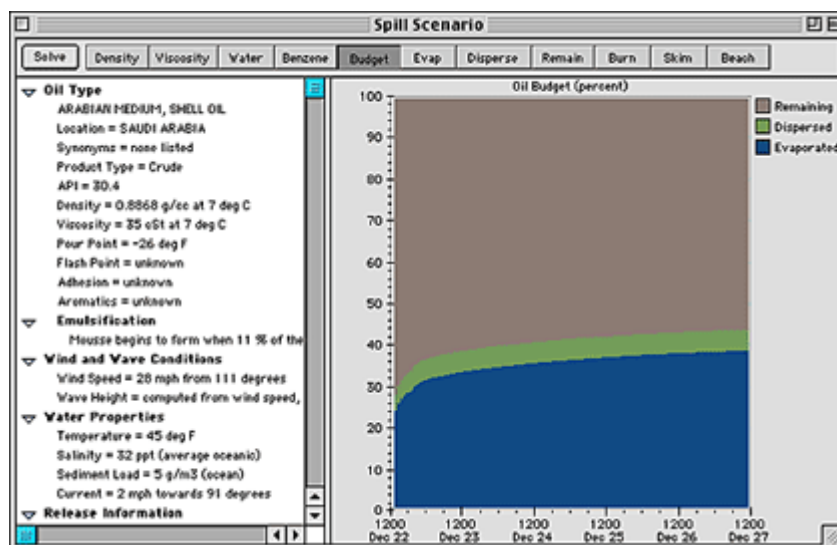 Spill Scenario
Solve Density Viscosity Water Benzene Budget Evap Disperse Remain Burn Skim Beach
Oil Type
ARABIAN MEDIUM, SHELL OIL
Location = SAUDI ARABIA
Synonyms = none listed
Product Type = Crude
API = 30.4
Density = 0.8868 g/cc at 7 deg C
Viscosity = 35 cSt at 7 deg C
Pour Point = -26 deg F
Flash Point = unknown
Adhesion = unknown
Aromatics = unknown
Emulsification
Mousse begins to form when 11 % of the
Wind and Wave Conditions
Wind Speed = 28 mph from 111 degrees
Wave Height = computed from wind speed,
Water Properties
Temperature = 45 deg F
Salinity = 32 ppt (average oceanic)
Sediment Load = 5 g/m3 (ocean)
Current = 2 mph towards 91 degrees
Release Information
Oil Budget (percent)
100
90
80
70
60
50
40
30
20
10
0
1200 1200 1200 1200 1200 1200
Dec 22 Dec 23 Dec 24 Dec 25 Dec 26 Dec 27
Remaining
Dispersed
Evaporated